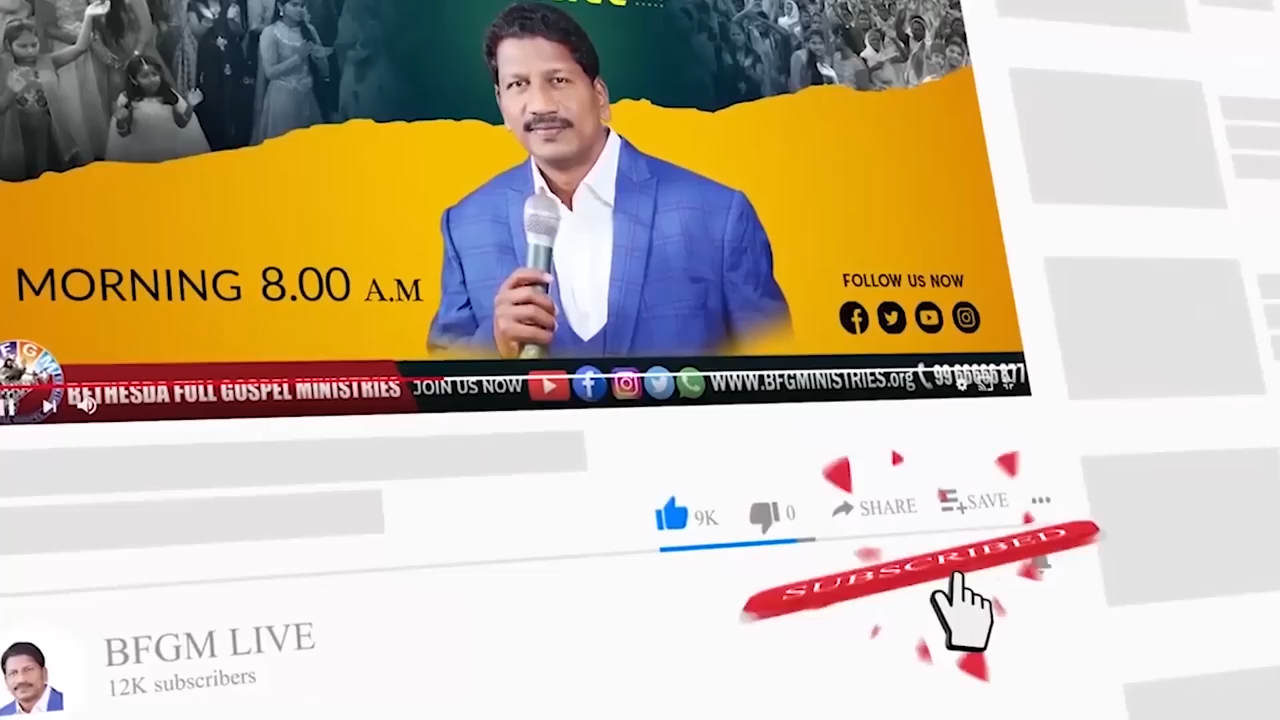 MORNING 8.00 A.M
FOLLOW US NOW
BETHESDA FULL GOSPEL MINISTRIES JOIN US NOW WWW.BFGMINISTRIES.org
9K 0 SHARE SAVE
SUBSCRIBED
BFGM LIVE
12K subscribers